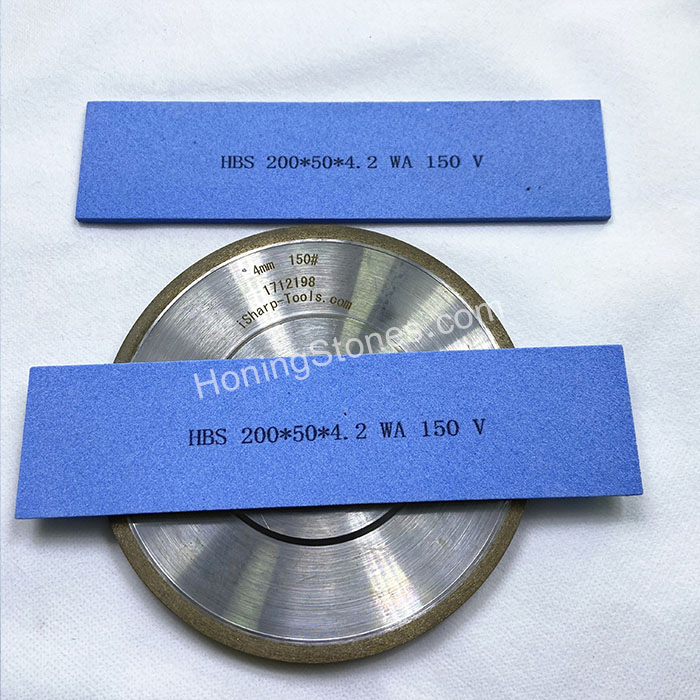 HBS 200*50*4.2 WA 150 V
4mm 150#
1712198
iSharp-Tools.com
HoningStones.com
HBS 200*50*4.2 WA 150 V